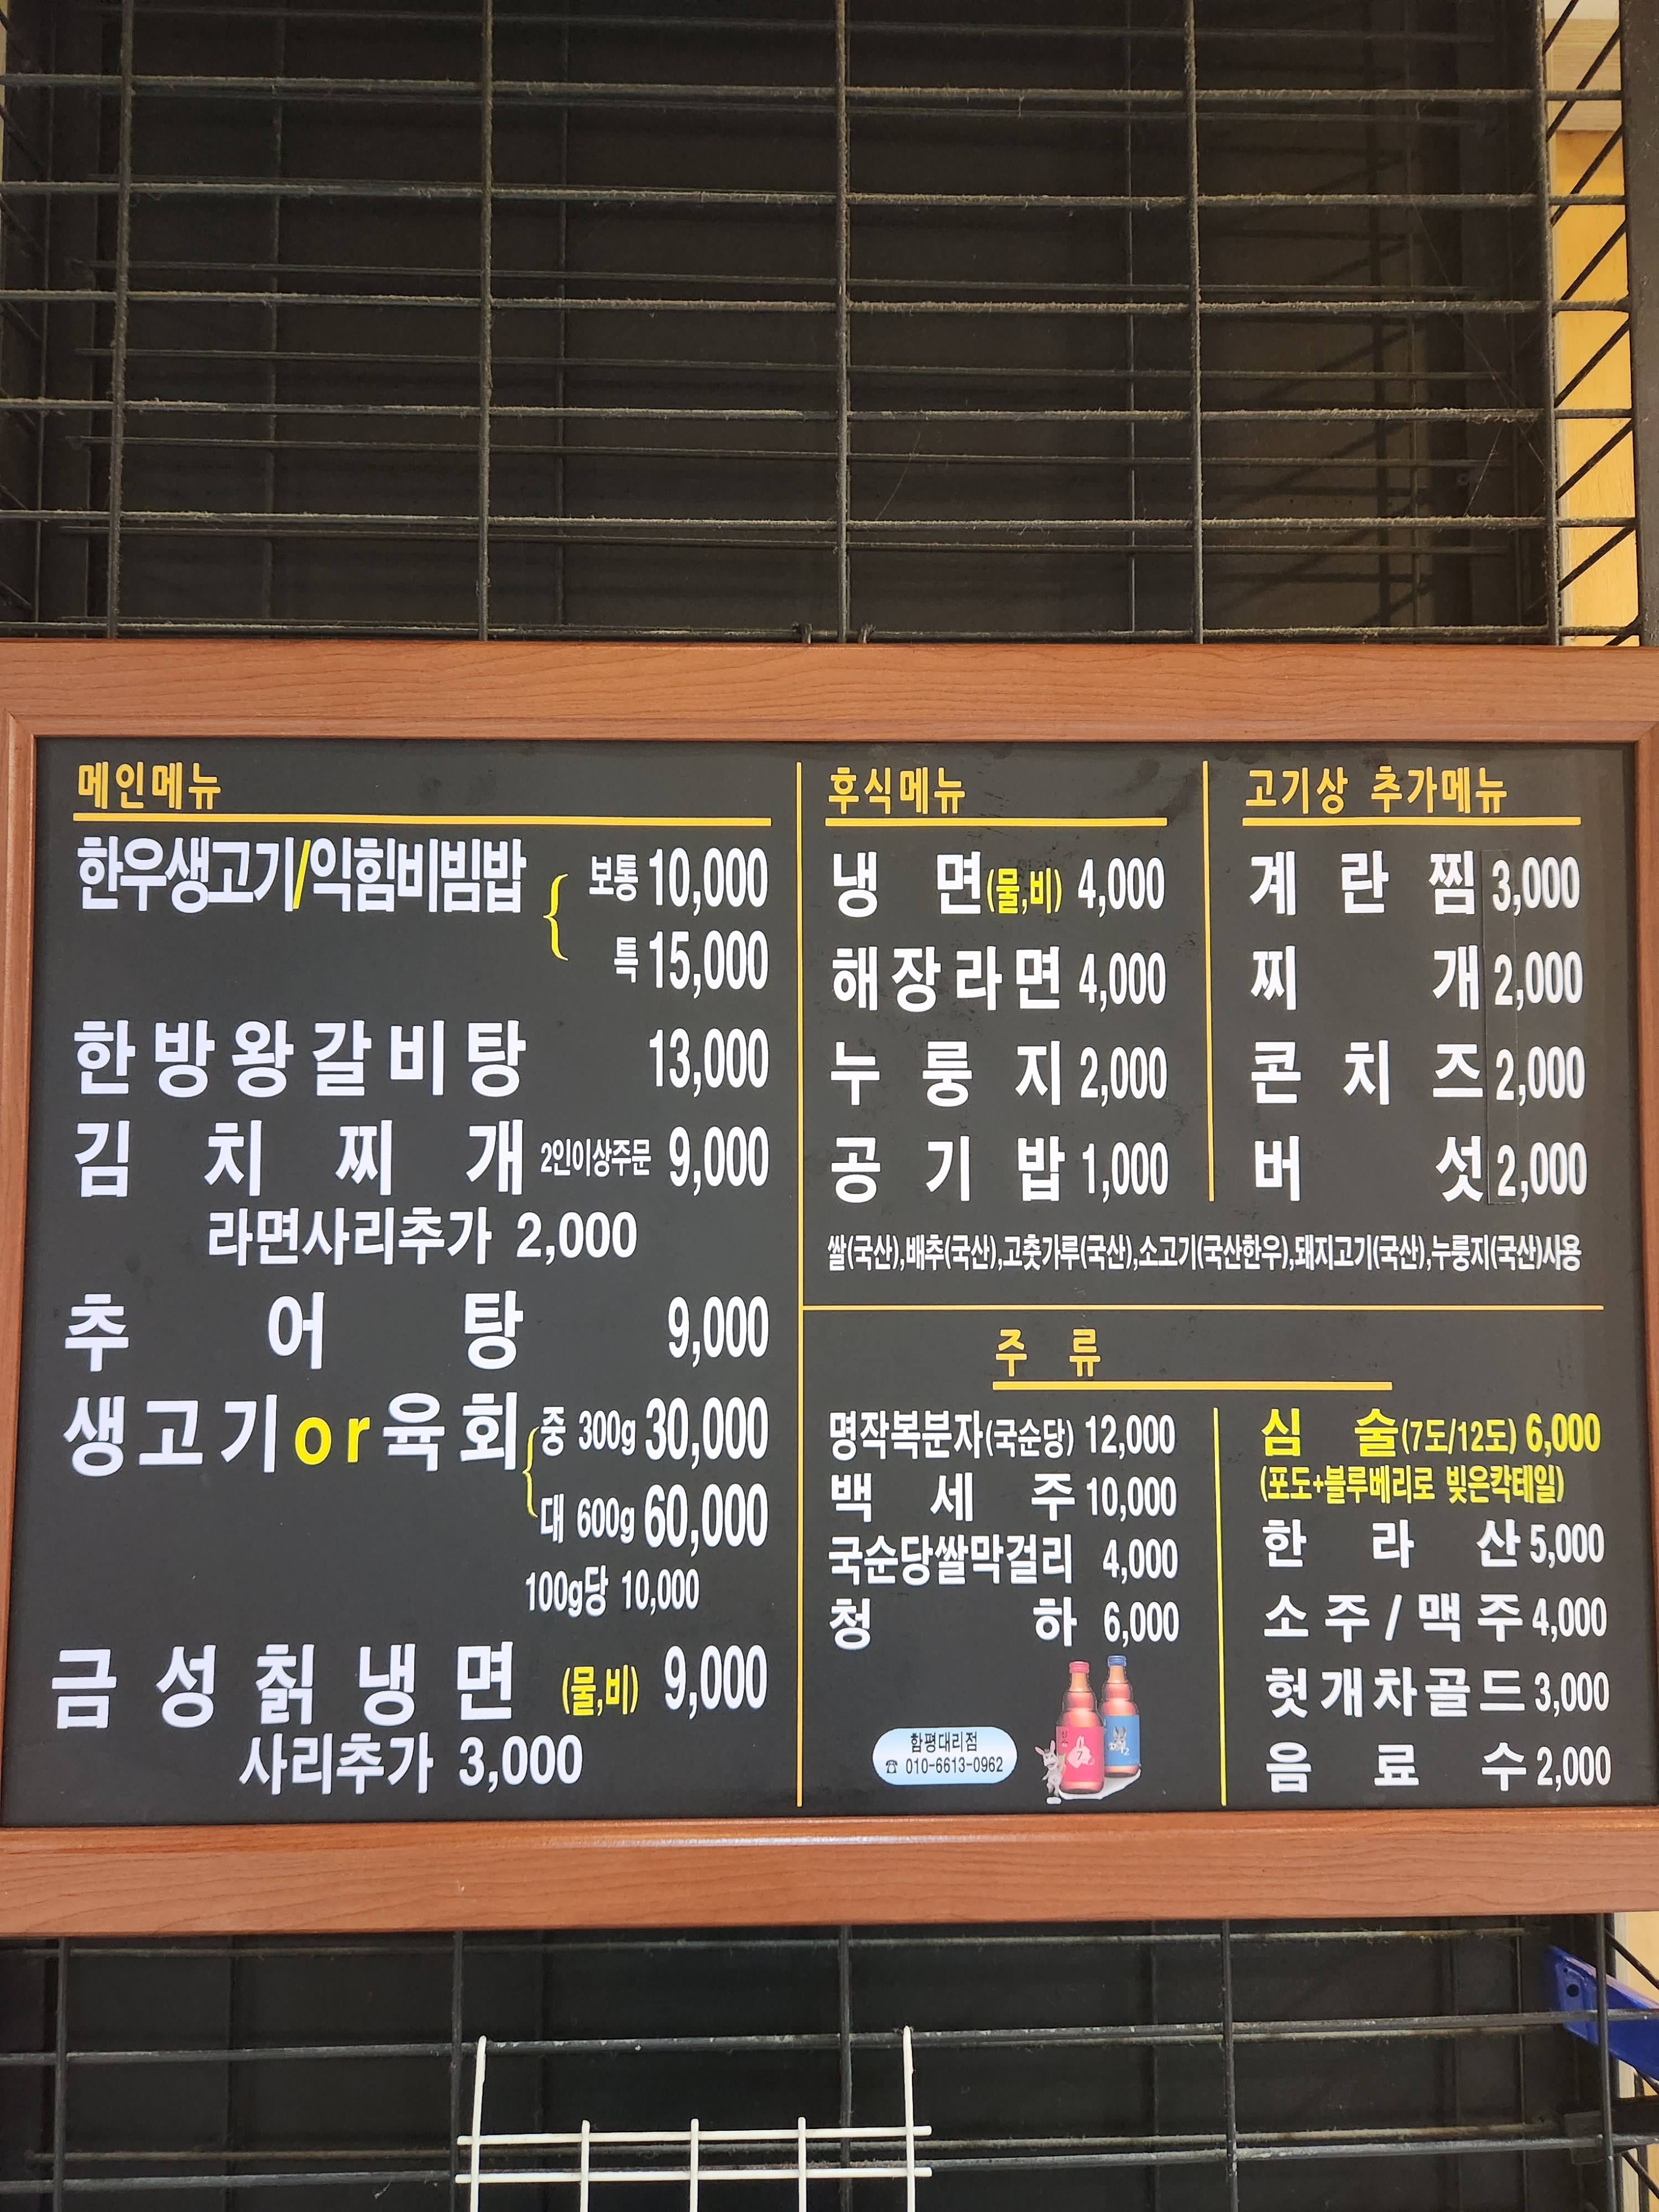 메인메뉴
한우생고기/익힘비빔밥 보통 10,000
특 15,000
한방왕갈비탕 13,000
김치찌개 2인이상주문 9,000
라면사리추가 2,000
추어탕 9,000
생고기or육회 중 300g 30,000
대 600g 60,000
100g당 10,000
금성칡냉면 (물,비) 9,000
사리추가 3,000
후식메뉴
냉면(물,비) 4,000
해장라면 4,000
누룽지 2,000
공기밥 1,000
고기상 추가메뉴
계란찜 3,000
찌개 2,000
콘치즈 2,000
버섯 2,000
쌀(국산),배추(국산),고춧가루(국산),소고기(국산한우),돼지고기(국산),누룽지(국산)사용
주류
명작복분자(국순당) 12,000
백세주 10,000
국순당쌀막걸리 4,000
청하 6,000
함평대리점
☎ 010-6613-0962
7
12
심술(7도/12도) 6,000
(포도+블루베리로 빚은칵테일)
한라산 5,000
소주/맥주 4,000
헛개차골드 3,000
음료수 2,000